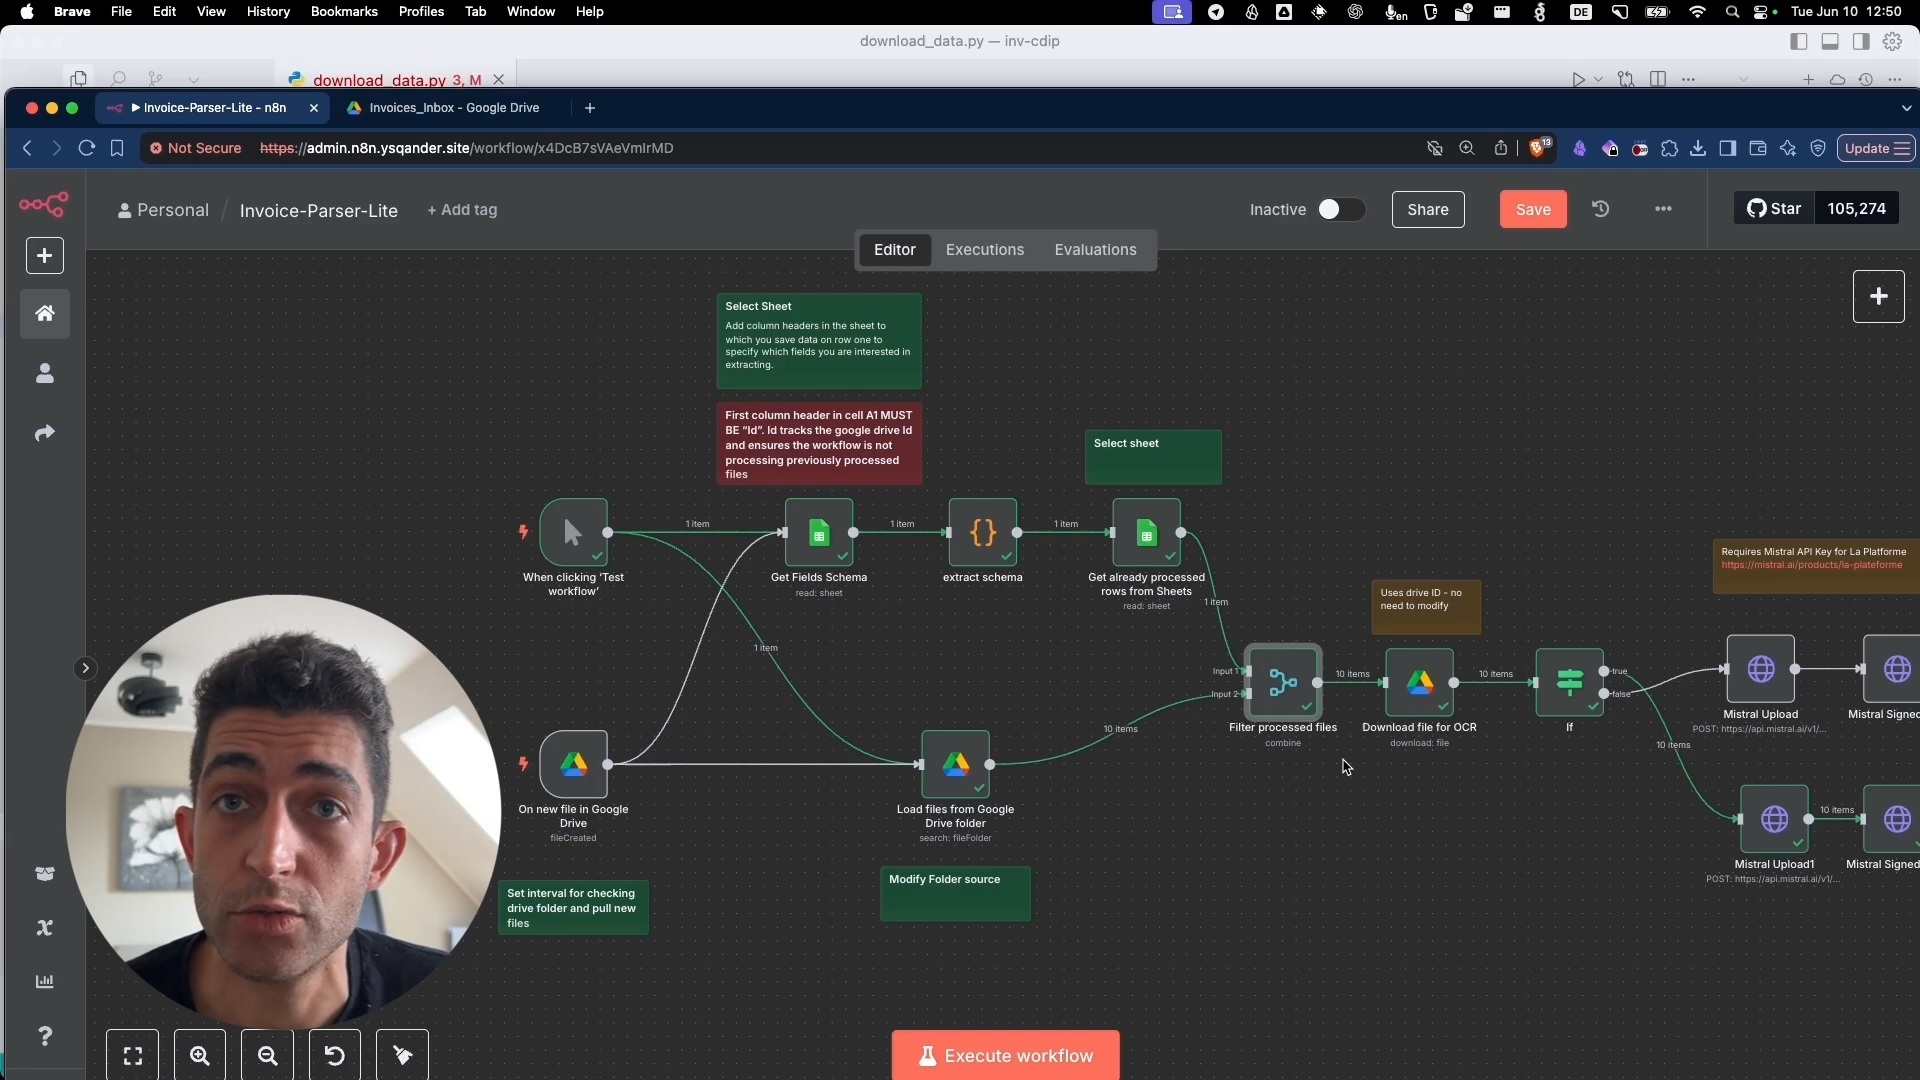 Brave File Edit View History Bookmarks Profiles Tab Window Help
en DE Tue Jun 10 12:50
download_data.py — inv-cdip
download_data.py 3, M
Invoice-Parser-Lite - n8n
Invoices_Inbox - Google Drive
Not Secure https://admin.n8n.ysqander.site/workflow/x4DcB7sVAeVmlrMD
13
Update
Personal / Invoice-Parser-Lite + Add tag
Inactive
Share
Save
Star 105,274
Editor Executions Evaluations
Select Sheet
Add column headers in the sheet to
which you save data on row one to
specify which fields you are interested in
extracting.
First column header in cell A1 MUST
BE “Id”. Id tracks the google drive Id
and ensures the workflow is not
processing previously processed
files
Select sheet
1 item
1 item
1 item
When clicking ‘Test
workflow’
Get Fields Schema
read: sheet
extract schema
Get already processed
rows from Sheets
read: sheet
1 item
1 item
Uses drive ID - no
need to modify
Requires Mistral API Key for La Platforme
https://mistral.ai/products/la-plateforme
Input 1
Input 2
10 items
10 items
true
false
Filter processed files
combine
Download file for OCR
download: file
If
Mistral Upload
POST: https://api.mistral.ai/v1/...
Mistral Signed
10 items
10 items
10 items
On new file in Google
Drive
fileCreated
Load files from Google
Drive folder
search: fileFolder
Mistral Upload1
POST: https://api.mistral.ai/v1/...
Mistral Signed
Set interval for checking
drive folder and pull new
files
Modify Folder source
Execute workflow